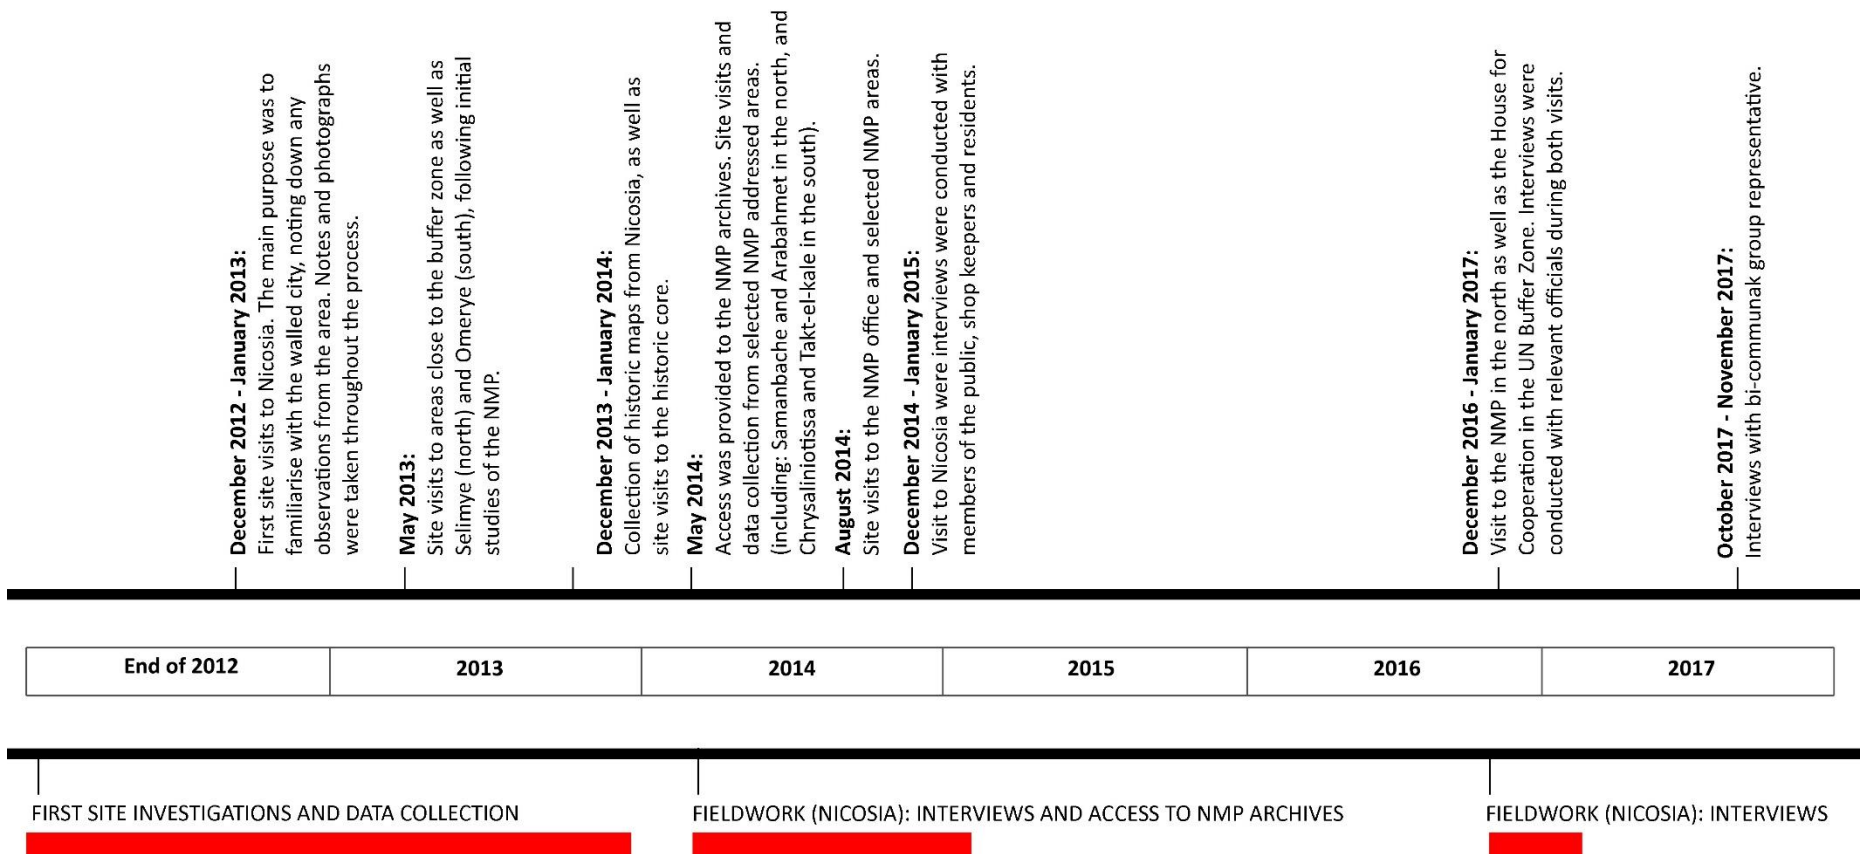 December 2012 - January 2013:
First site visits to Nicosia. The main purpose was to
familiarise with the walled city, noting down any
observations from the area. Notes and photographs
were taken throughout the process.
May 2013:
Site visits to areas close to the buffer zone as well as
Selimye (north) and Omerye (south), following initial
studies of the NMP.
December 2013 - January 2014:
Collection of historic maps from Nicosia, as well as
site visits to the historic core.
May 2014:
Access was provided to the NMP archives. Site visits and
data collection from selected NMP addressed areas.
(including: Samanbache and Arabahmet in the north, and
Chrysaliniotissa and Takt-el-kale in the south).
August 2014:
Site visits to the NMP office and selected NMP areas.
December 2014 - January 2015:
Visit to Nicosia were interviews were conducted with
members of the public, shop keepers and residents.
December 2016 - January 2017:
Visit to the NMP in the north as well as the House for
Cooperation in the UN Buffer Zone. Interviews were
conducted with relevant officials during both visits.
October 2017 - November 2017:
Interviews with bi-communak group representative.
End of 2012
2013
2014
2015
2016
2017
FIRST SITE INVESTIGATIONS AND DATA COLLECTION
FIELDWORK (NICOSIA): INTERVIEWS AND ACCESS TO NMP ARCHIVES
FIELDWORK (NICOSIA): INTERVIEWS